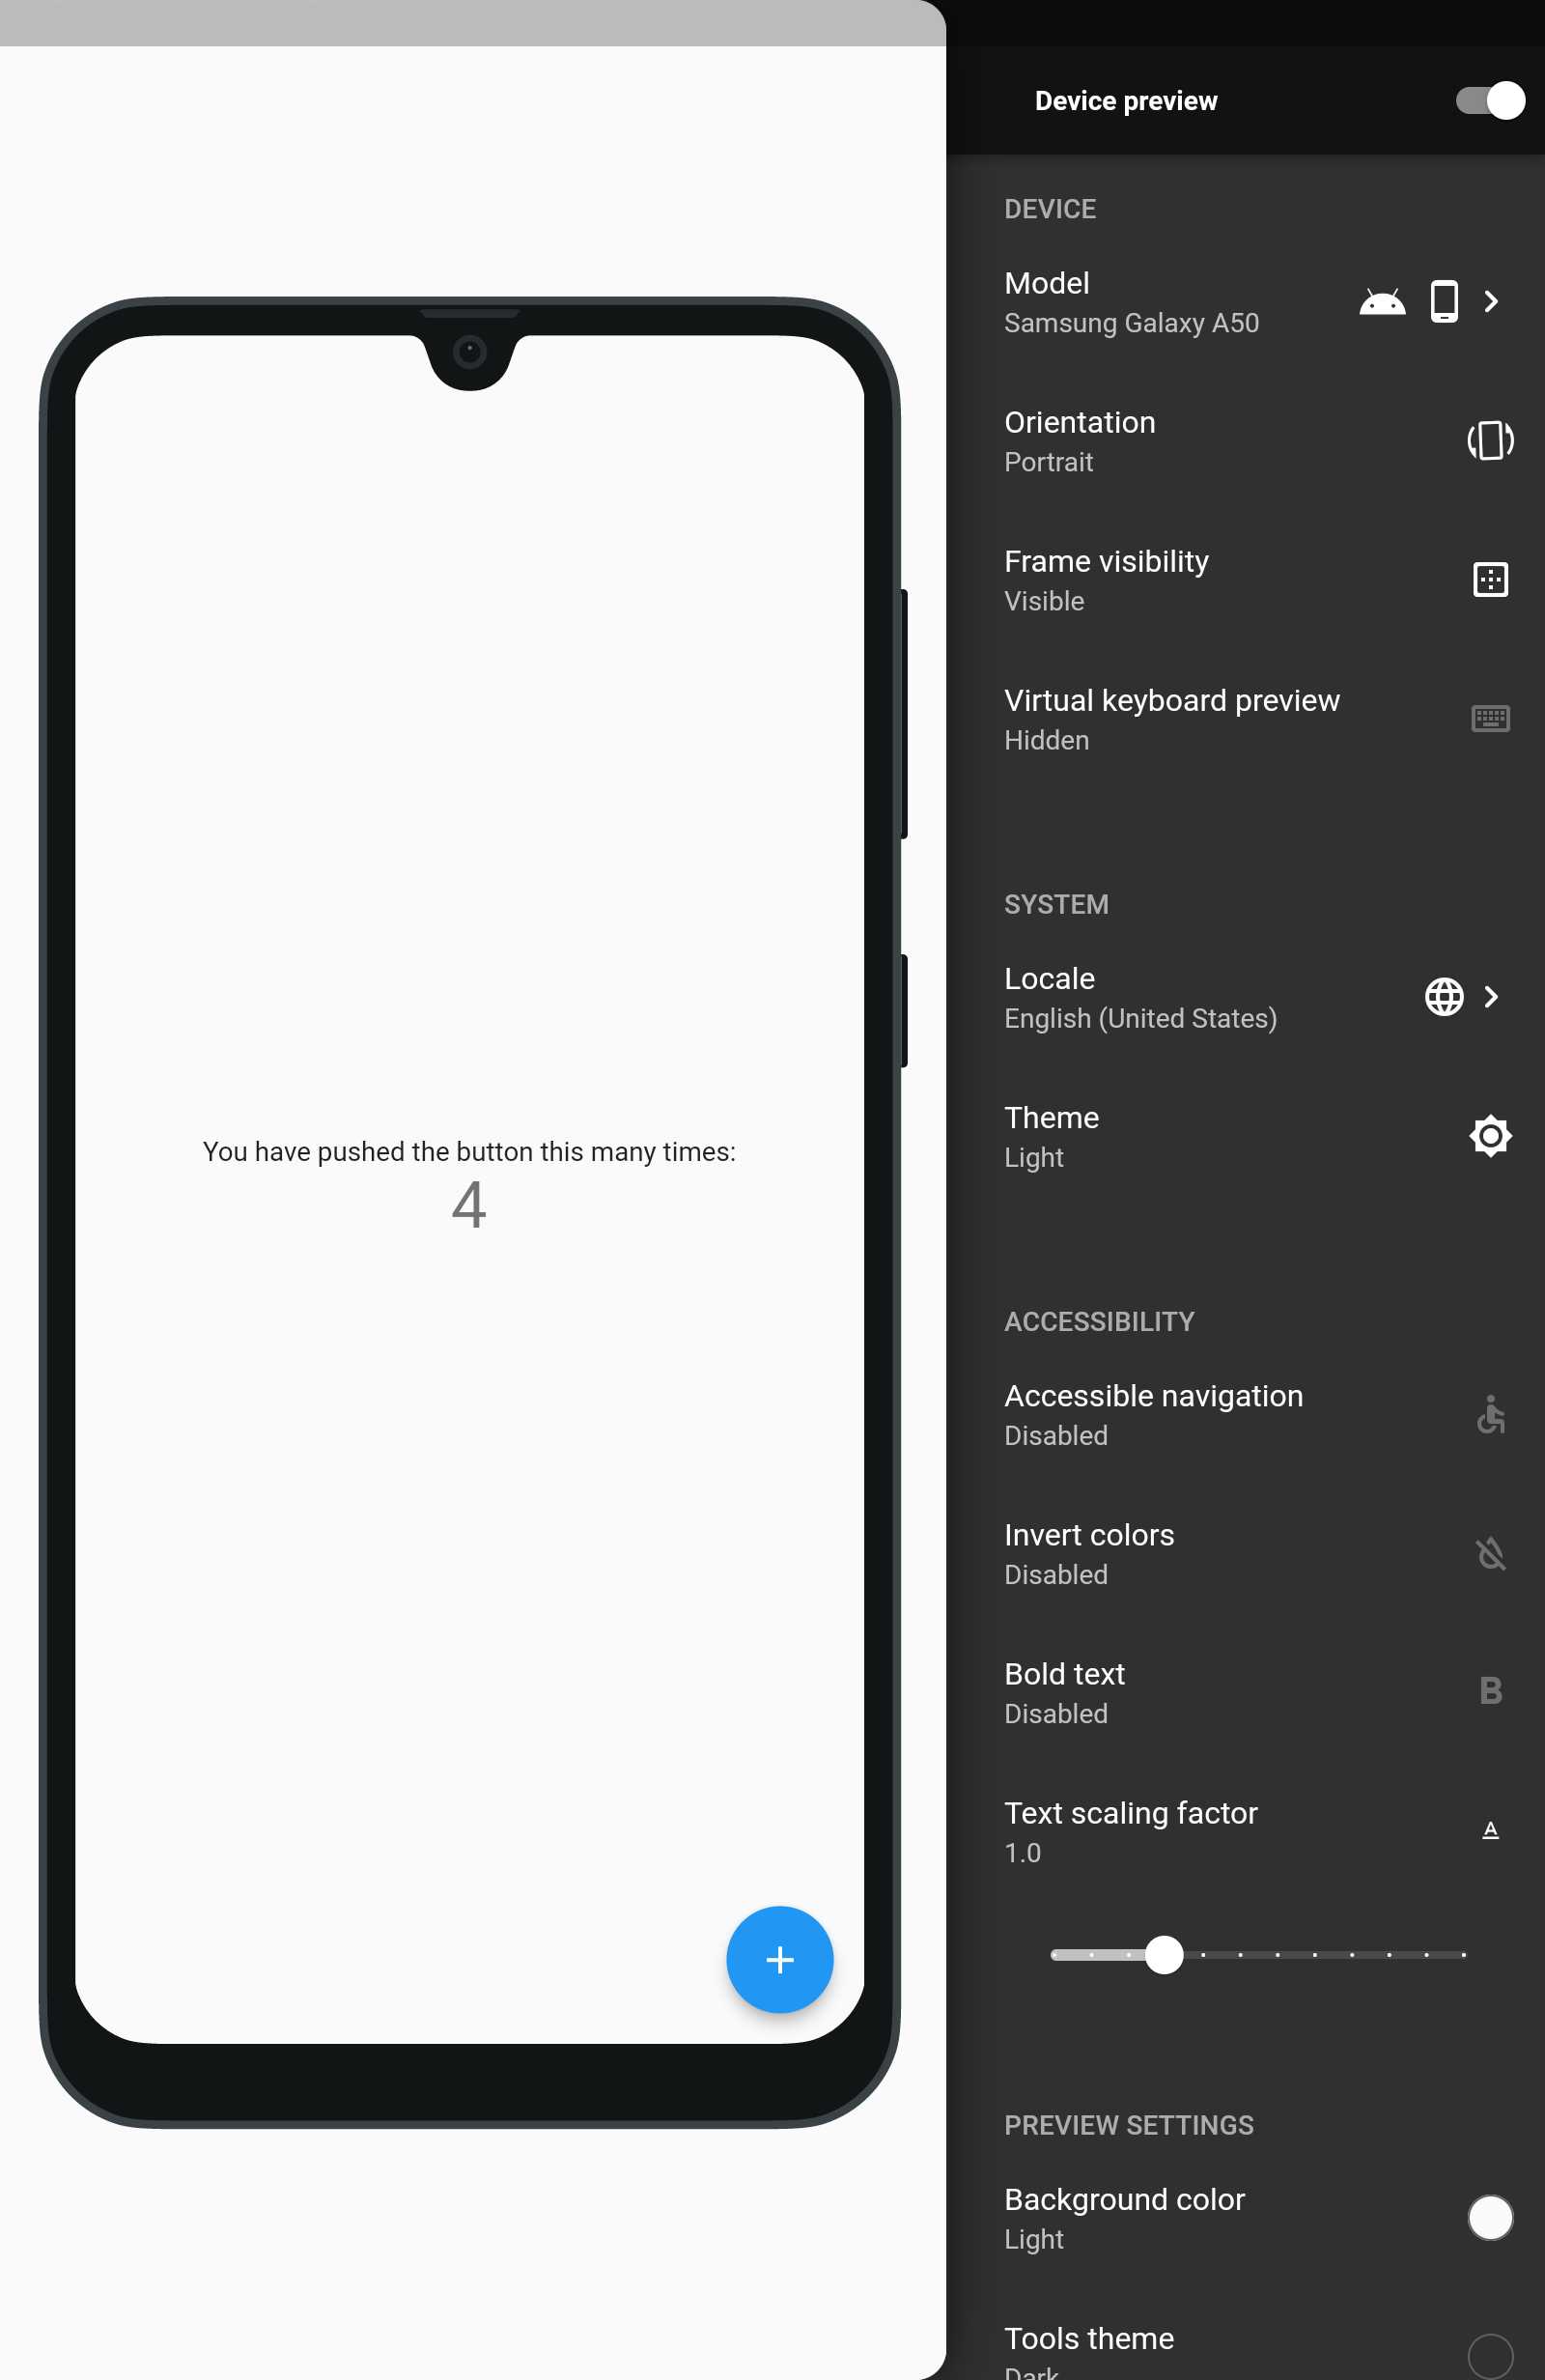 You have pushed the button this many times:
4
Device preview
DEVICE
Model
Samsung Galaxy A50
Orientation
Portrait
Frame visibility
Visible
Virtual keyboard preview
Hidden
SYSTEM
Locale
English (United States)
Theme
Light
ACCESSIBILITY
Accessible navigation
Disabled
Invert colors
Disabled
Bold text
Disabled
B
Text scaling factor
1.0
A
PREVIEW SETTINGS
Background color
Light
Tools theme
Dark